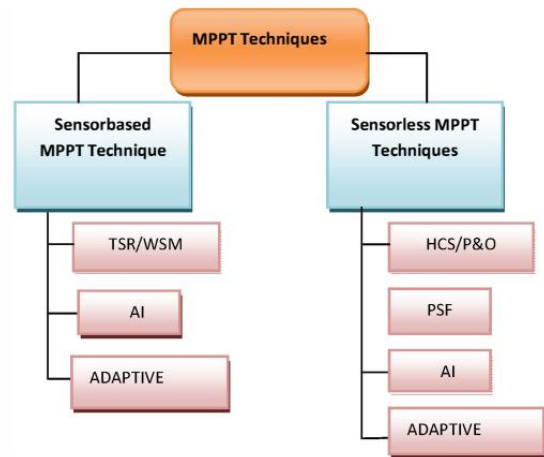 MPPT Techniques
Sensorbased
MPPT Technique
Sensorless MPPT
Techniques
TSR/WSM
AI
ADAPTIVE
HCS/P&O
PSF
AI
ADAPTIVE